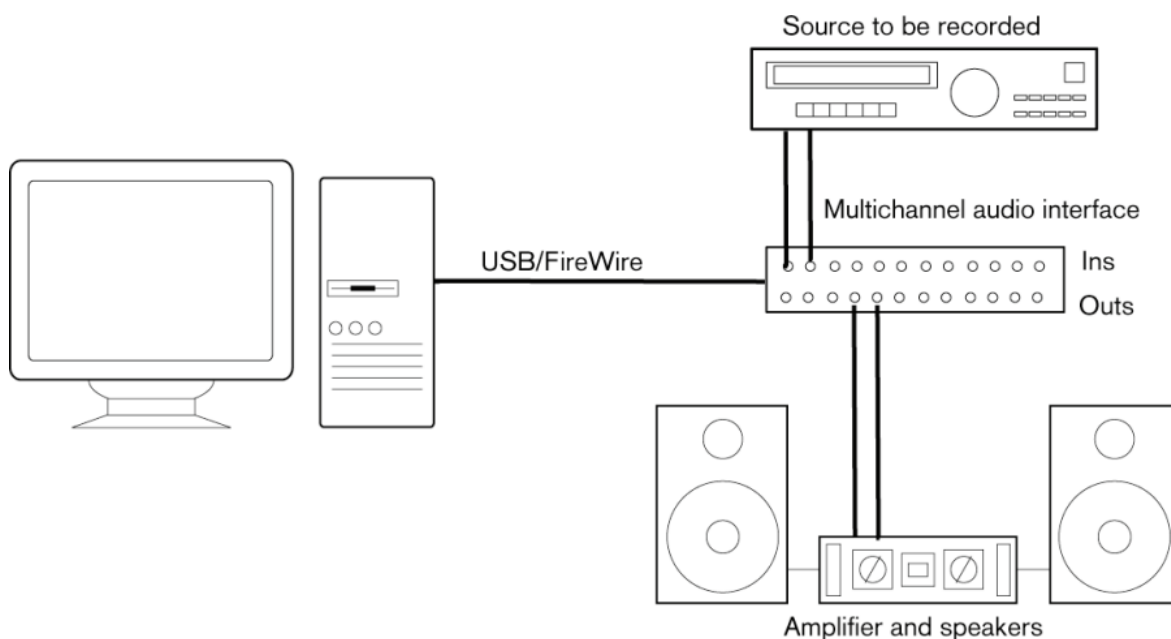 Source to be recorded
Multichannel audio interface
USB/FireWire
Ins
Outs
Amplifier and speakers